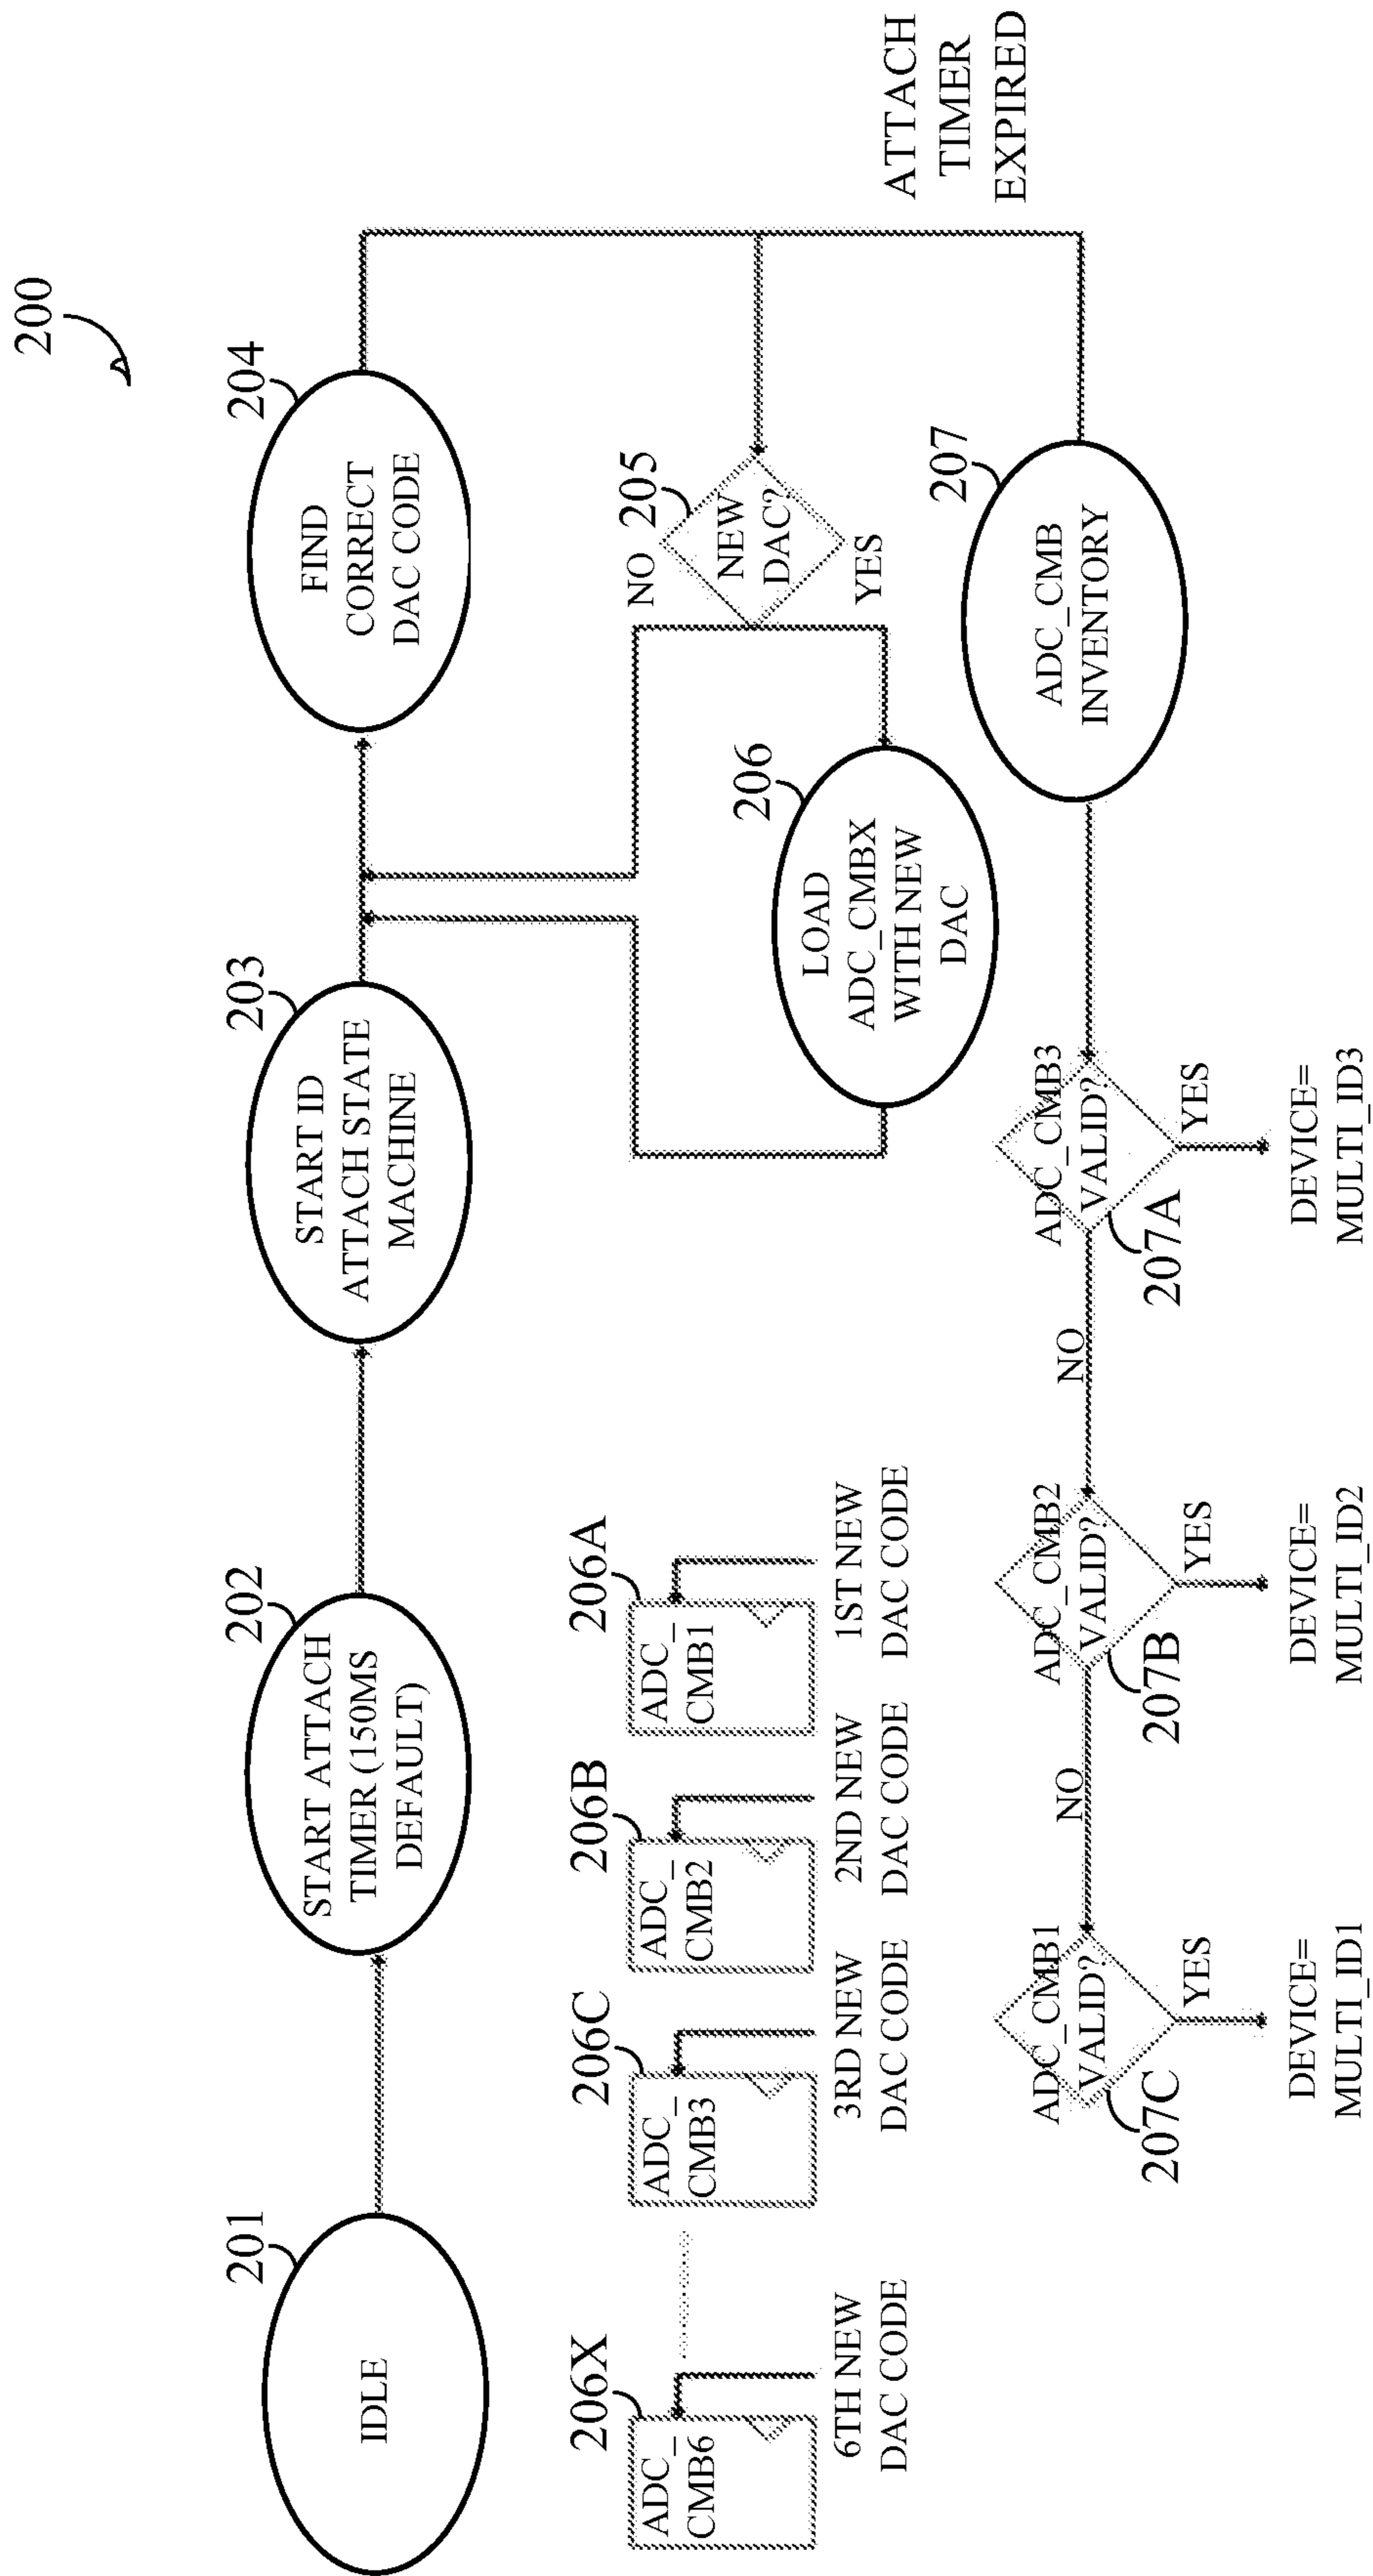 200
201
IDLE
202
START ATTACH
TIMER (150MS
DEFAULT)
203
START ID
ATTACH STATE
MACHINE
204
FIND
CORRECT
DAC CODE
205
NEW
DAC?
NO
YES
206
LOAD
ADC_CMBX
WITH NEW
DAC
ATTACH
TIMER
EXPIRED
206X
ADC_
CMB6
6TH NEW
DAC CODE
206C
ADC_
CMB3
3RD NEW
DAC CODE
206B
ADC_
CMB2
2ND NEW
DAC CODE
206A
ADC_
CMB1
1ST NEW
DAC CODE
207
ADC_CMB
INVENTORY
ADC_CMB3
VALID?
207A
YES
DEVICE=
MULTI_ID3
NO
ADC_CMB2
VALID?
207B
YES
DEVICE=
MULTI_ID2
NO
ADC_CMB1
VALID?
207C
YES
DEVICE=
MULTI_ID1